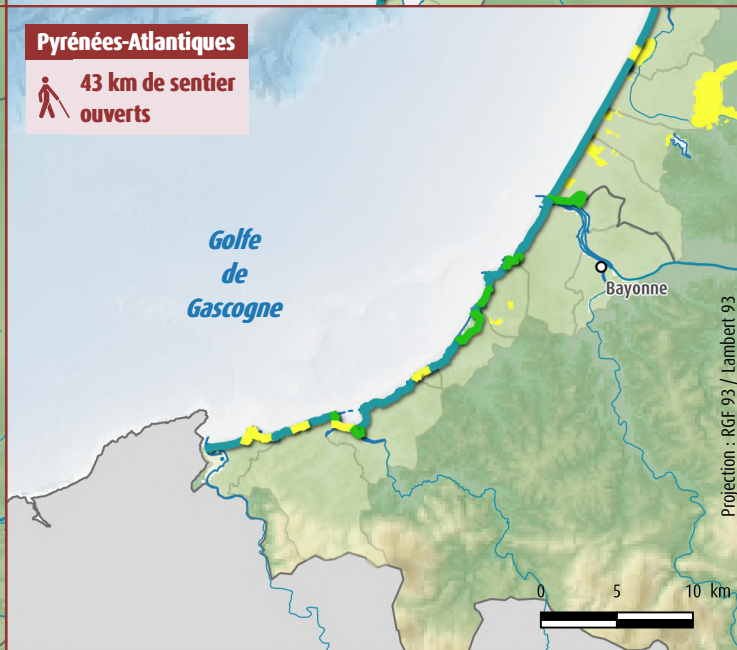 Pyrénées-Atlantiques
43 km de sentier
ouverts
Golfe
de
Gascogne
Bayonne
Projection : RGF 93 / Lambert 93
0 5 10 km